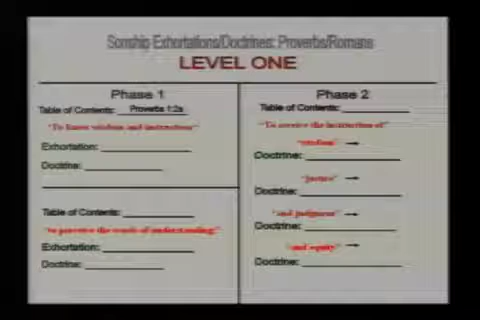 Sonship Exhortations/Doctrines: Proverbs/Romans
LEVEL ONE
Phase 1
Table of Contents: Proverbs 1:2a
"To know wisdom and instruction"
Exhortation:
Doctrine:
Table of Contents:
"to perceive the words of understanding"
Exhortation:
Doctrine:
Phase 2
Table of Contents:
"To receive the instruction of"
"wisdom" →
Doctrine:
"justice" →
Doctrine:
"and judgment" →
Doctrine:
"and equity" →
Doctrine: